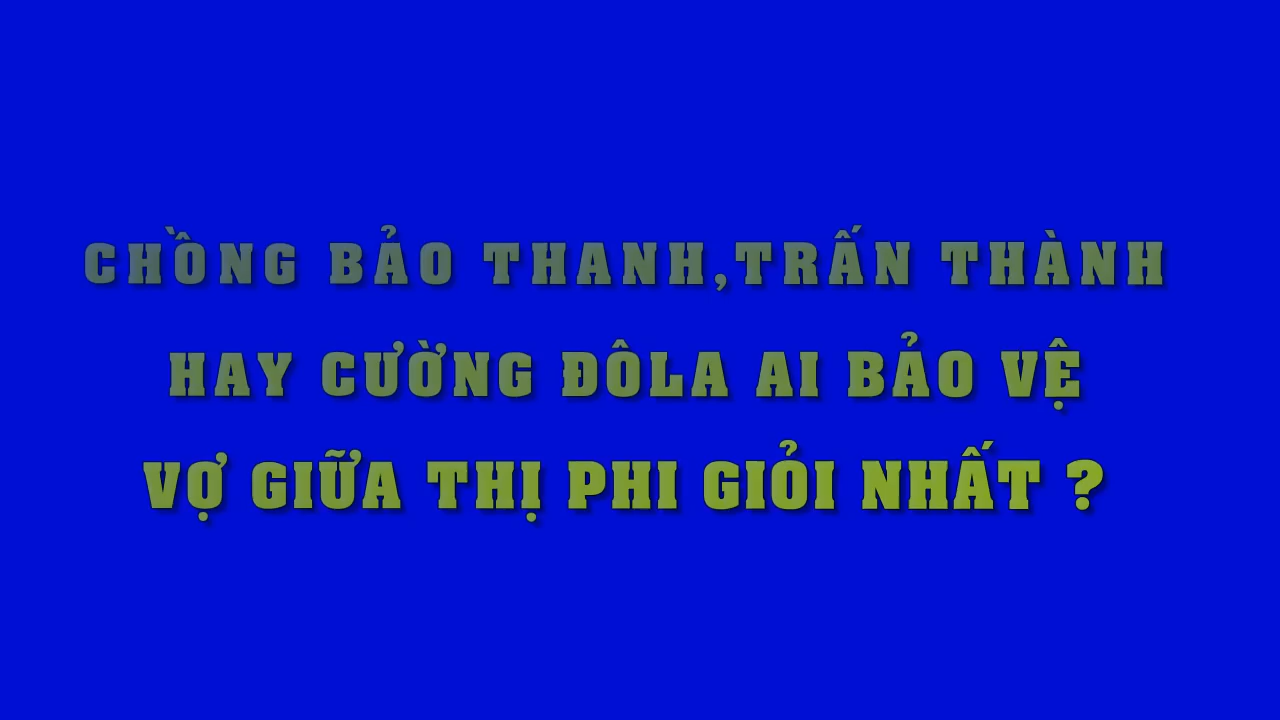 CHỒNG BẢO THANH,TRẤN THÀNH
HAY CƯỜNG ĐÔLA AI BẢO VỆ
VỢ GIỮA THỊ PHI GIỎI NHẤT ?